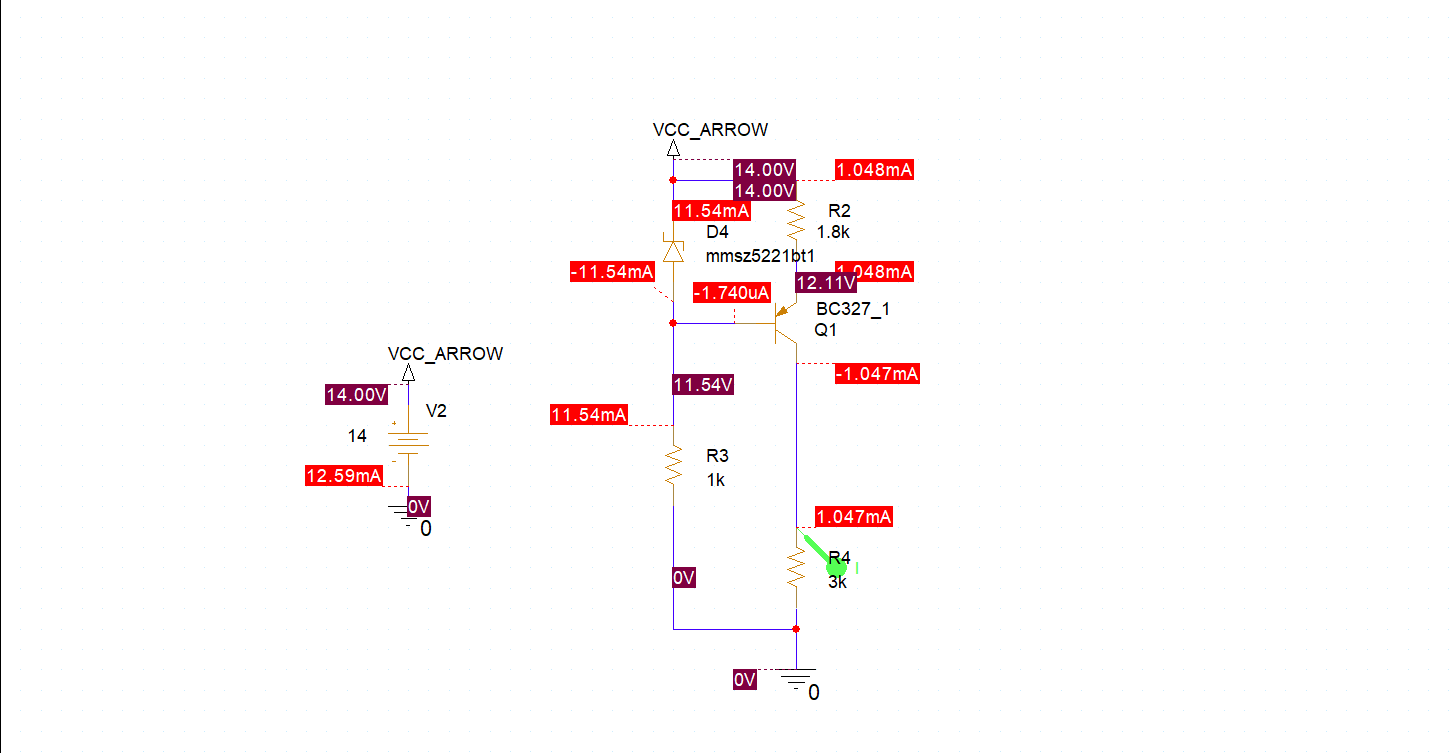 VCC_ARROW
14.00V
1.048mA
14.00V
11.54mA
R2
D4
1.8k
mmsz5221bt1
-11.54mA
1.048mA
12.11V
-1.740uA
BC327_1
Q1
VCC_ARROW
-1.047mA
11.54V
14.00V
V2
11.54mA
14
+
R3
-
12.59mA
1k
0V
1.047mA
0
R4
I
0V
3k
0V
0